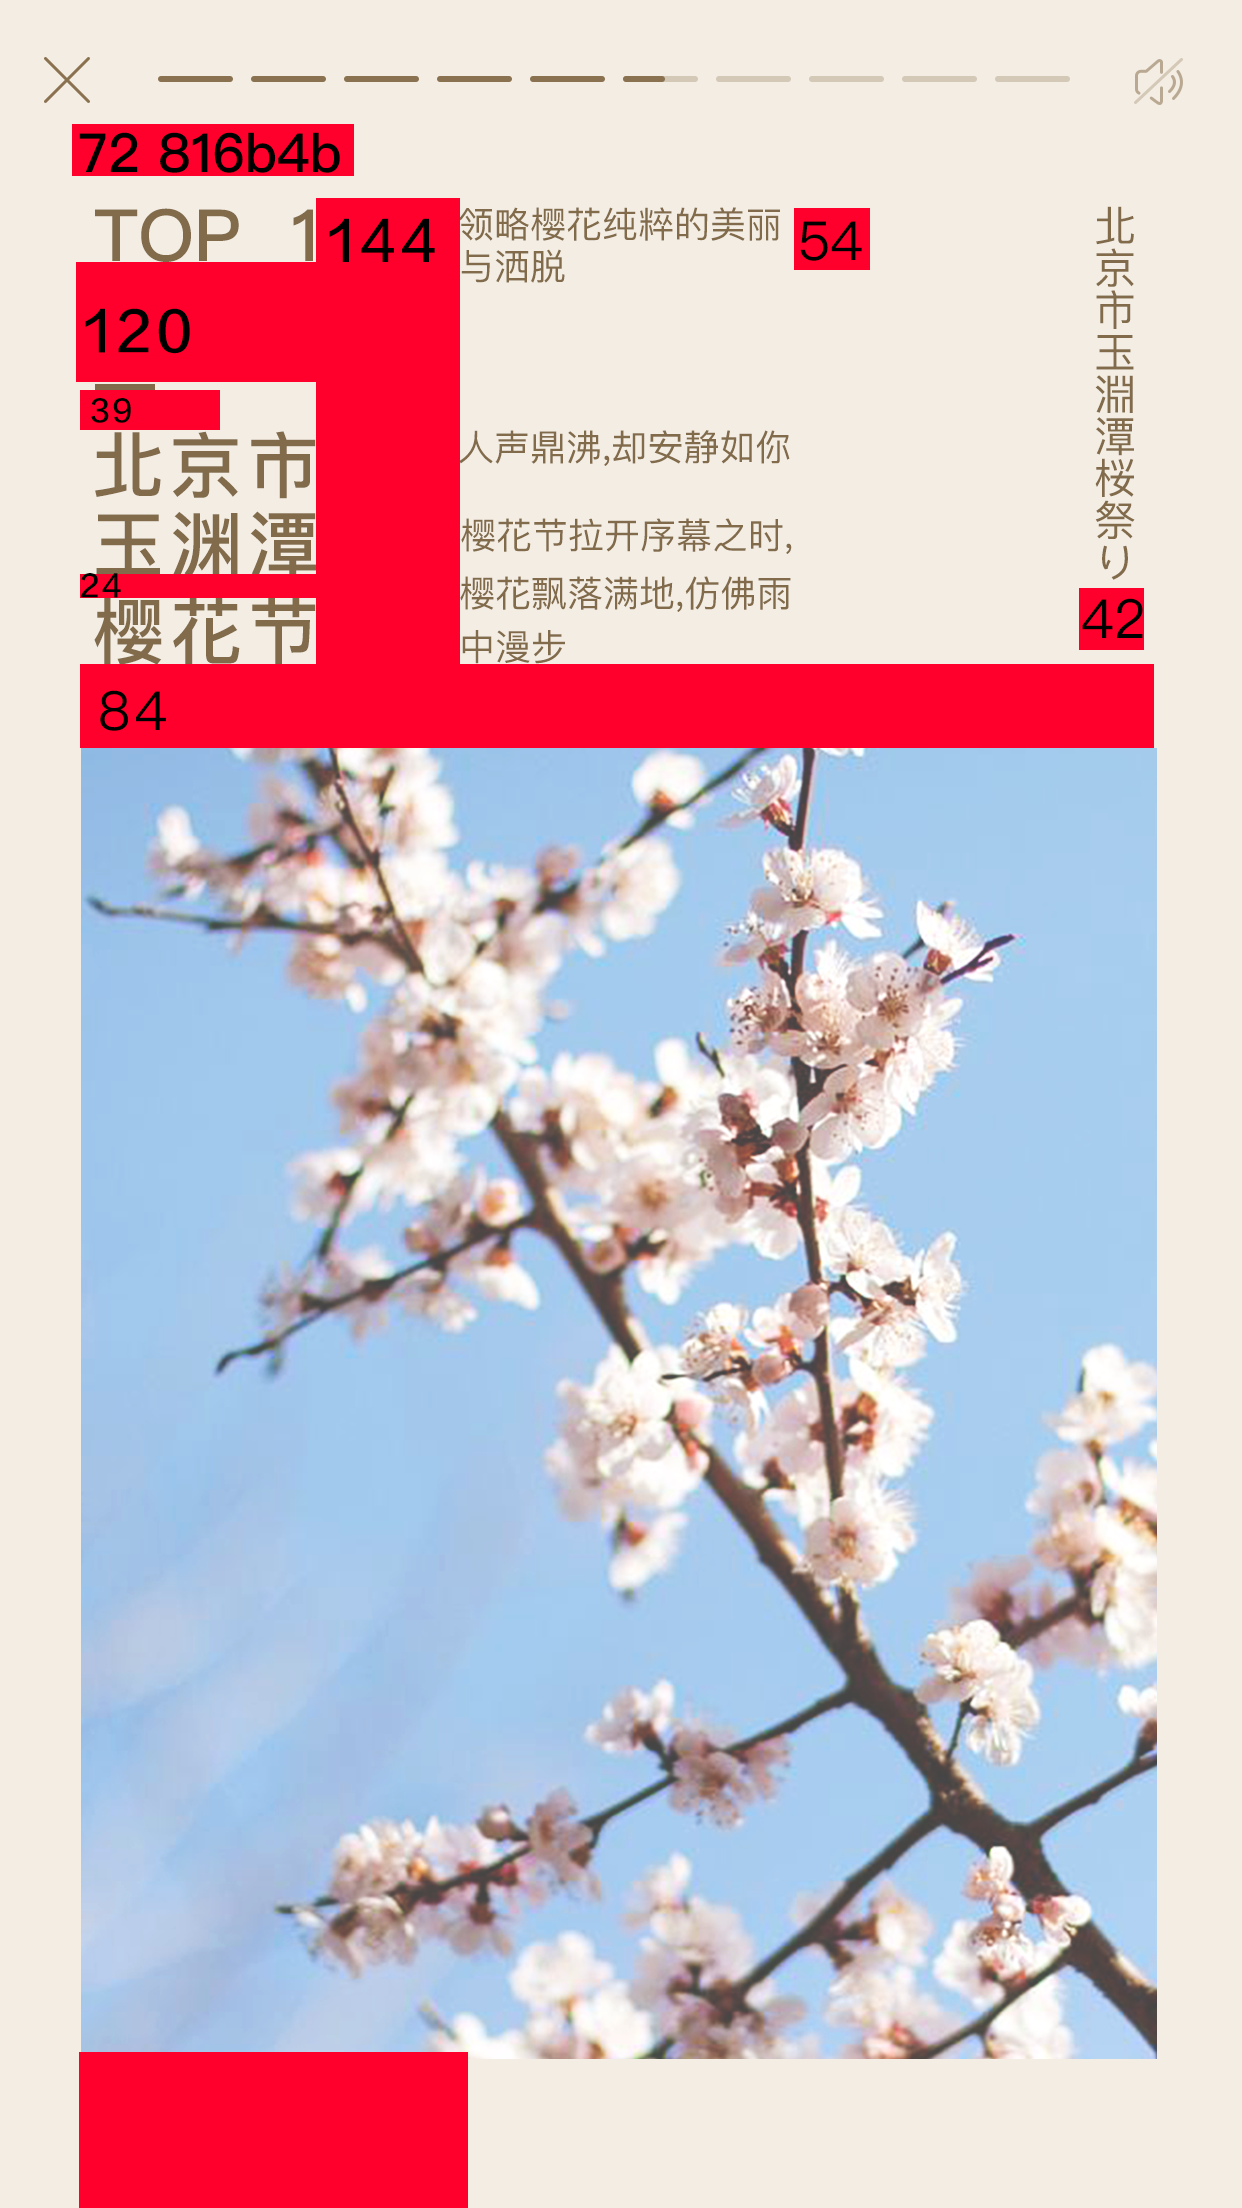 72 816b4b
TOP 1
144
120
39
北京市
玉渊潭
24
樱花节
84
领略樱花纯粹的美丽
与洒脱
54
人声鼎沸,却安静如你
樱花节拉开序幕之时,
樱花飘落满地,仿佛雨
中漫步
北京市玉淵潭桜祭り
42